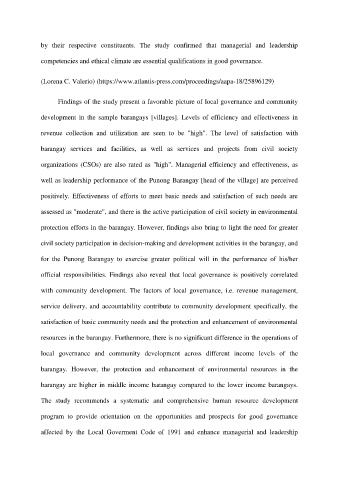 by their respective constituents. The study confirmed that managerial and leadership
competencies and ethical climate are essential qualifications in good governance.
(Lorena C. Valerio) (https://www.atlantis-press.com/proceedings/aapa-18/25896129)
Findings of the study present a favorable picture of local governance and community
development in the sample barangays [villages]. Levels of efficiency and effectiveness in
revenue collection and utilization are seen to be "high". The level of satisfaction with
barangay services and facilities, as well as services and projects from civil society
organizations (CSOs) are also rated as "high". Managerial efficiency and effectiveness, as
well as leadership performance of the Punong Barangay [head of the village] are perceived
positively. Effectiveness of efforts to meet basic needs and satisfaction of such needs are
assessed as "moderate", and there is the active participation of civil society in environmental
protection efforts in the barangay. However, findings also bring to light the need for greater
civil society participation in decision-making and development activities in the barangay, and
for the Punong Barangay to exercise greater political will in the performance of his/her
official responsibilities. Findings also reveal that local governance is positively correlated
with community development. The factors of local governance, i.e. revenue management,
service delivery, and accountability contribute to community development specifically, the
satisfaction of basic community needs and the protection and enhancement of environmental
resources in the barangay. Furthermore, there is no significant difference in the operations of
local governance and community development across different income levels of the
barangay. However, the protection and enhancement of environmental resources in the
barangay are higher in middle income barangay compared to the lower income barangays.
The study recommends a systematic and comprehensive human resource development
program to provide orientation on the opportunities and prospects for good governance
affected by the Local Goverment Code of 1991 and enhance managerial and leadership